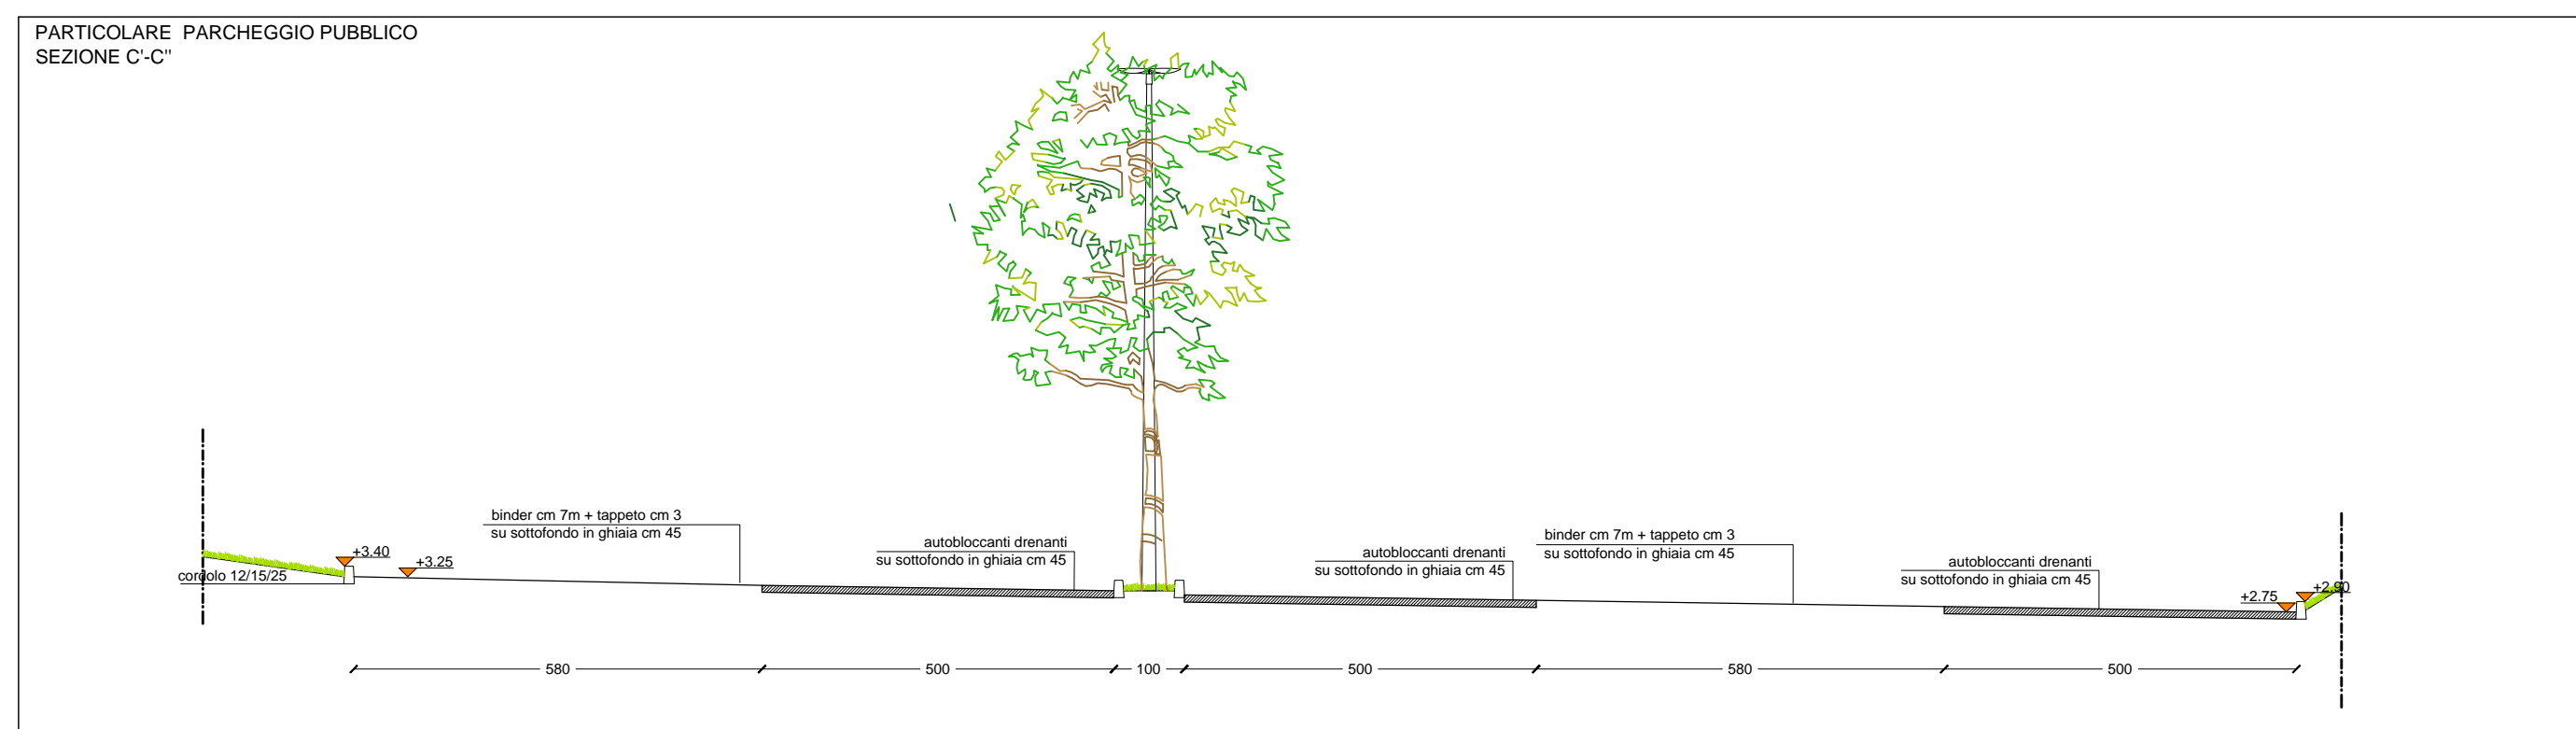 PARTICOLARE PARCHEGGIO PUBBLICO
SEZIONE C'-C"
binder cm 7m + tappeto cm 3
su sottofondo in ghiaia cm 45
autobloccanti drenanti
su sottofondo in ghiaia cm 45
autobloccanti drenanti
su sottofondo in ghiaia cm 45
binder cm 7m + tappeto cm 3
su sottofondo in ghiaia cm 45
autobloccanti drenanti
su sottofondo in ghiaia cm 45
+3.40
+3.25
cordolo 12/15/25
+2.75
+2.90
580
500
100
500
580
500